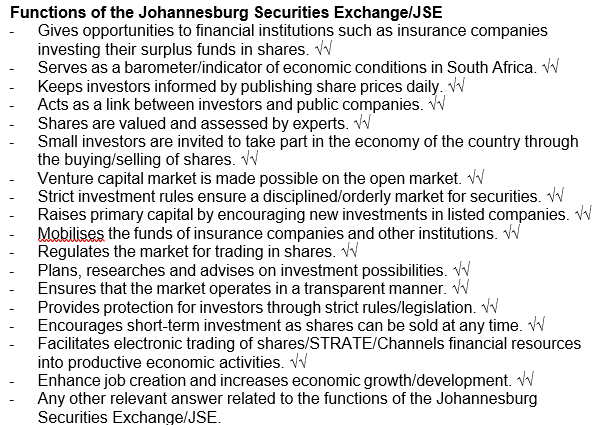 Functions of the Johannesburg Securities Exchange/JSE
- Gives opportunities to financial institutions such as insurance companies
investing their surplus funds in shares. √√
- Serves as a barometer/indicator of economic conditions in South Africa. √√
- Keeps investors informed by publishing share prices daily. √√
- Acts as a link between investors and public companies. √√
- Shares are valued and assessed by experts. √√
- Small investors are invited to take part in the economy of the country through
the buying/selling of shares. √√
- Venture capital market is made possible on the open market. √√
- Strict investment rules ensure a disciplined/orderly market for securities. √√
- Raises primary capital by encouraging new investments in listed companies. √√
- Mobilises the funds of insurance companies and other institutions. √√
- Regulates the market for trading in shares. √√
- Plans, researches and advises on investment possibilities. √√
- Ensures that the market operates in a transparent manner. √√
- Provides protection for investors through strict rules/legislation. √√
- Encourages short-term investment as shares can be sold at any time. √√
- Facilitates electronic trading of shares/STRATE/Channels financial resources
into productive economic activities. √√
- Enhance job creation and increases economic growth/development. √√
- Any other relevant answer related to the functions of the Johannesburg
Securities Exchange/JSE.